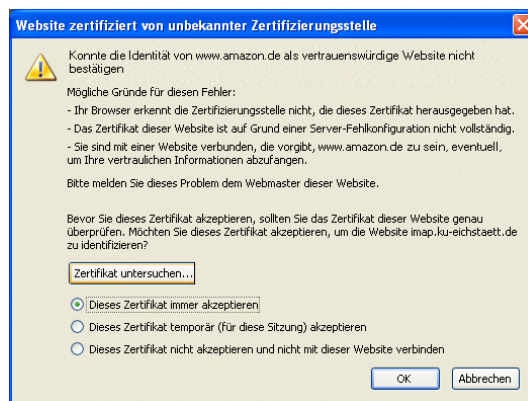 Website zertifiziert von unbekannter Zertifizierungsstelle
Konnte die Identität von www.amazon.de als vertrauenswürdige Website nicht
bestätigen
Mögliche Gründe für diesen Fehler:
- Ihr Browser erkennt die Zertifizierungsstelle nicht, die dieses Zertifikat herausgegeben hat.
- Das Zertifikat dieser Website ist auf Grund einer Server-Fehlkonfiguration nicht vollständig.
- Sie sind mit einer Website verbunden, die vorgibt, www.amazon.de zu sein, eventuell,
um Ihre vertraulichen Informationen abzufangen.
Bitte melden Sie dieses Problem dem Webmaster dieser Website.
Bevor Sie dieses Zertifikat akzeptieren, sollten Sie das Zertifikat dieser Website genau
überprüfen. Möchten Sie dieses Zertifikat akzeptieren, um die Website imap.ku-eichstaett.de
zu identifizieren?
Zertifikat untersuchen...
Dieses Zertifikat immer akzeptieren
Dieses Zertifikat temporär (für diese Sitzung) akzeptieren
Dieses Zertifikat nicht akzeptieren und nicht mit dieser Website verbinden
OK Abbrechen